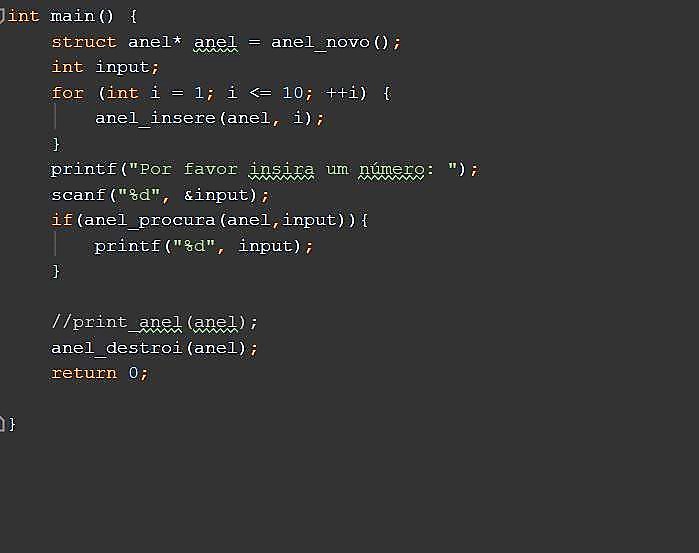 int main() {
    struct anel* anel = anel_novo();
    int input;
    for (int i = 1; i <= 10; ++i) {
        anel_insere(anel, i);
    }
    printf("Por favor insira um número: ");
    scanf("%d", &input);
    if(anel_procura(anel,input)){
        printf("%d", input);
    }
    //print_anel(anel);
    anel_destroi(anel);
    return 0;
}